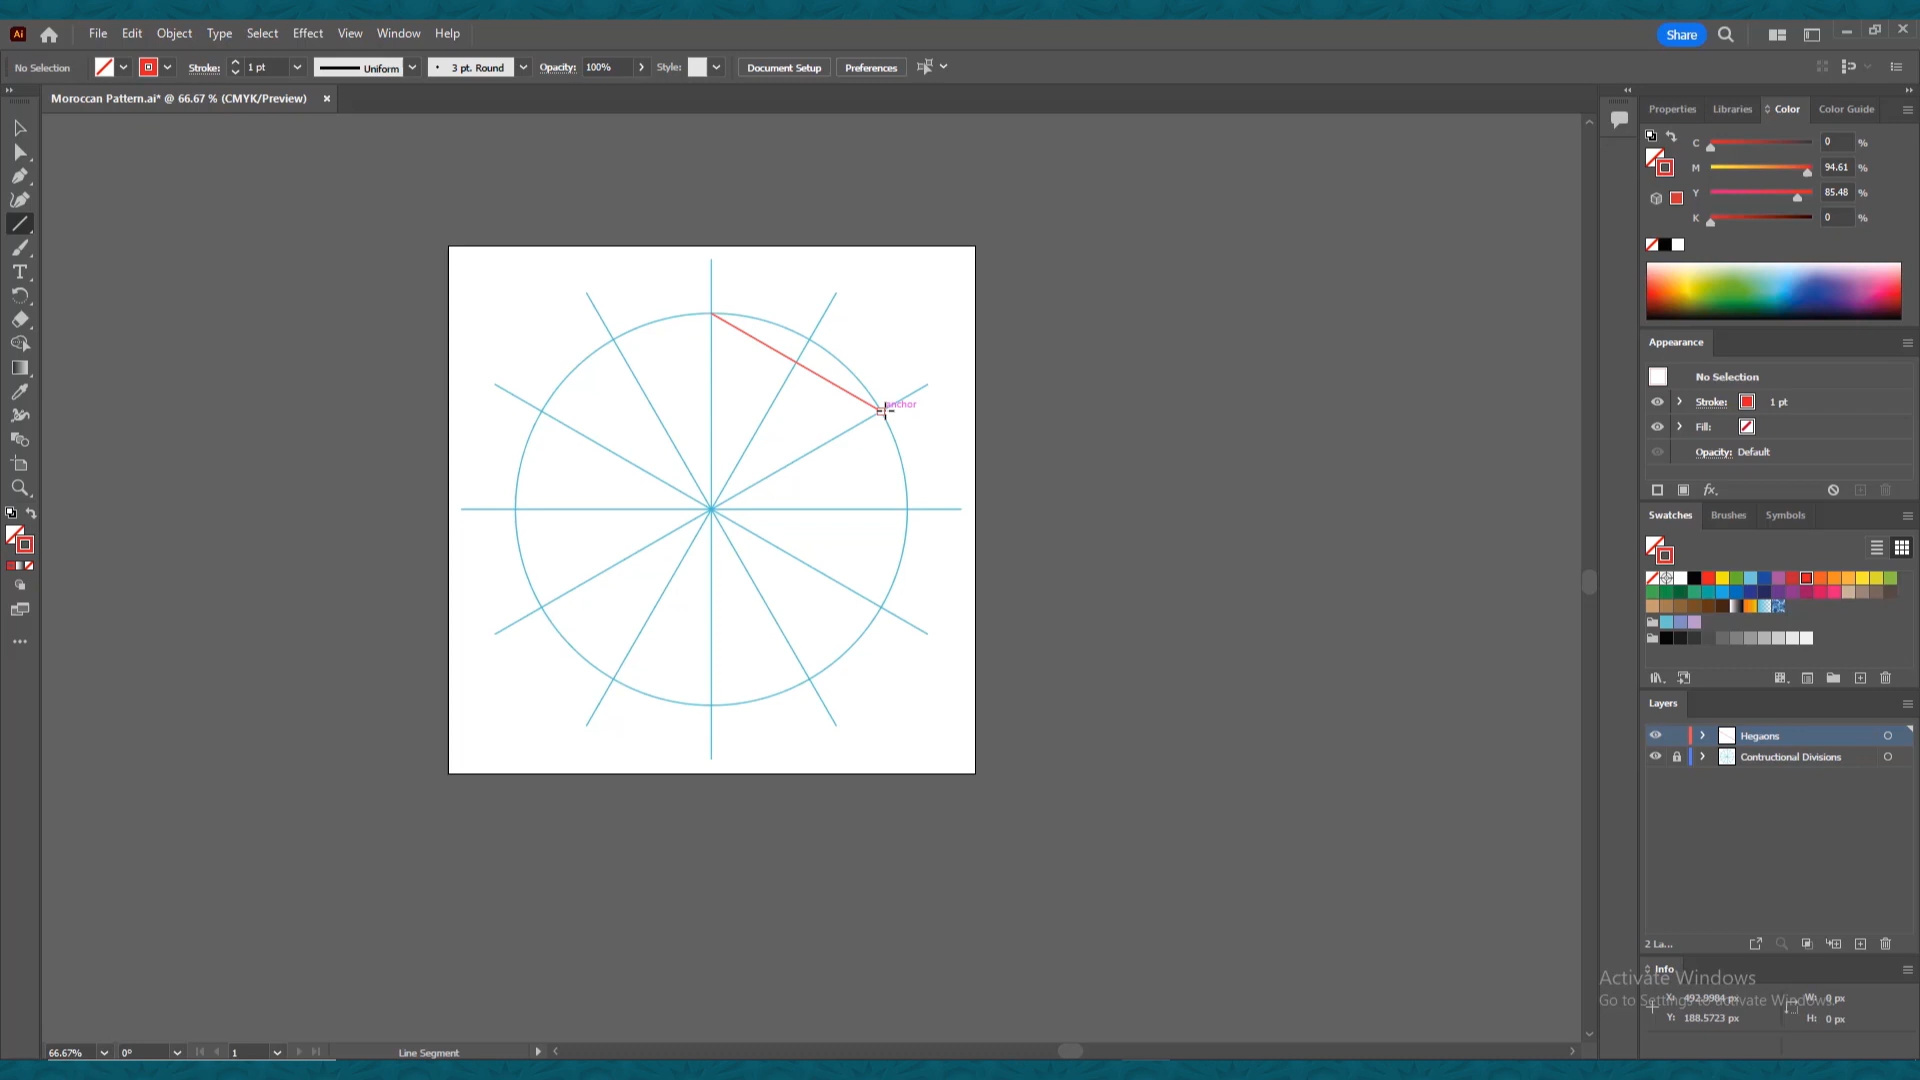 Ai File Edit Object Type Select Effect View Window Help Share
No Selection Stroke: 1 pt Uniform 3 pt. Round Opacity: 100% Style: Document Setup Preferences
Moroccan Pattern.ai* @ 66.67 % (CMYK/Preview)
anchor
Properties Libraries Color Color Guide
C 0 %
M 94.61 %
Y 85.48 %
K 0 %
Appearance
No Selection
Stroke: 1 pt
Fill:
Opacity: Default
fx.
Swatches Brushes Symbols
Layers
Hegaons
Contructional Divisions
2 La...
Info
Activate Windows
Go to Settings to activate Windows.
X: 492.9984 px W: 0 px
Y: 188.5723 px H: 0 px
66.67% 0° 1 Line Segment